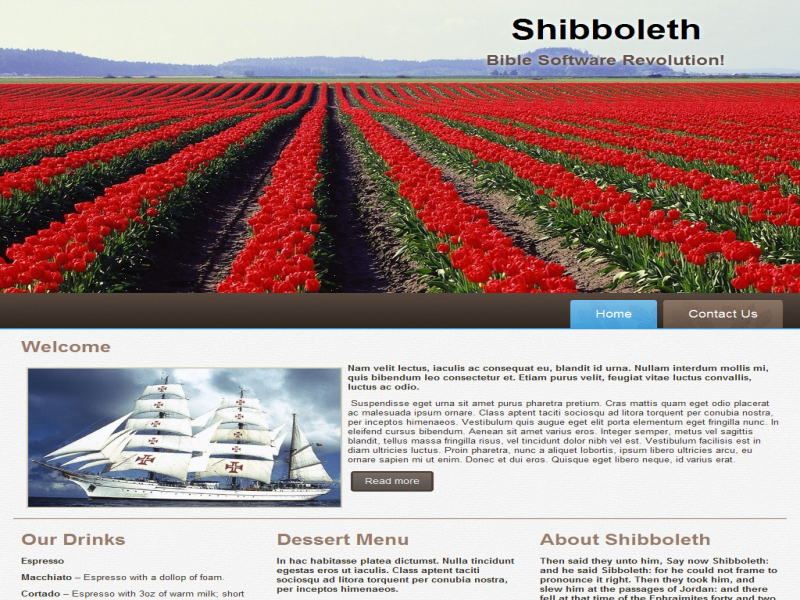 Shibboleth
Bible Software Revolution!
Home
Contact Us
Welcome
Nam velit lectus, iaculis ac consequat eu, blandit id urna. Nullam interdum mollis mi,
quis bibendum leo consectetur et. Etiam purus velit, feugiat vitae luctus convallis,
luctus ac odio.
Suspendisse eget urna sit amet purus pharetra pretium. Cras mattis quam eget odio placerat
ac malesuada ipsum ornare. Class aptent taciti sociosqu ad litora torquent per conubia nostra,
per inceptos himenaeos. Vestibulum quis augue eget elit porta elementum eget fringilla nunc. In
eleifend cursus bibendum. Aenean sit amet varius eros. Integer semper, metus vel sagittis
blandit, tellus massa fringilla risus, vel tincidunt dolor nibh vel est. Vestibulum facilisis est in
diam ultricies luctus. Proin pharetra, nunc a aliquet lobortis, ipsum libero ultricies arcu, eu
ornare sapien mi ut enim. Donec et dui eros. Quisque eget libero neque, id varius erat.
Read more
Our Drinks
Espresso
Macchiato – Espresso with a dollop of foam.
Cortado – Espresso with 3oz of warm milk; short
Dessert Menu
In hac habitasse platea dictumst. Nulla tincidunt
egestas eros ut iaculis. Class aptent taciti
sociosqu ad litora torquent per conubia nostra,
per inceptos himenaeos.
About Shibboleth
Then said they unto him, Say now Shibboleth:
and he said Sibboleth: for he could not frame to
pronounce it right. Then they took him, and
slew him at the passages of Jordan: and there
fell at that time of the Ephraimites forty and two